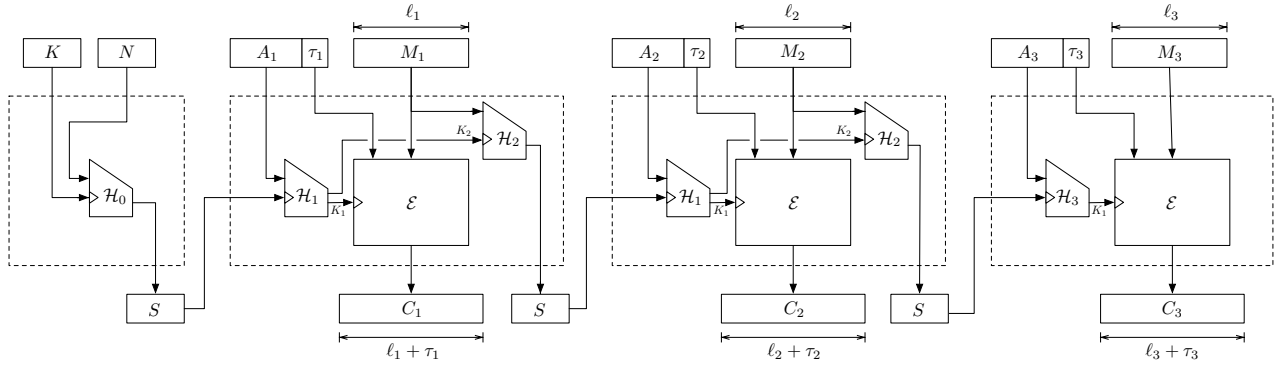 ℓ₁ ℓ₂ ℓ₃
K N A₁ τ₁ M₁ A₂ τ₂ M₂ A₃ τ₃ M₃
K₂ ℋ₂ K₂ ℋ₂
ℋ₀ ℋ₁ K₁ ℰ ℋ₁ K₁ ℰ ℋ₃ K₁ ℰ
S C₁ S C₂ S C₃
ℓ₁ + τ₁ ℓ₂ + τ₂ ℓ₃ + τ₃